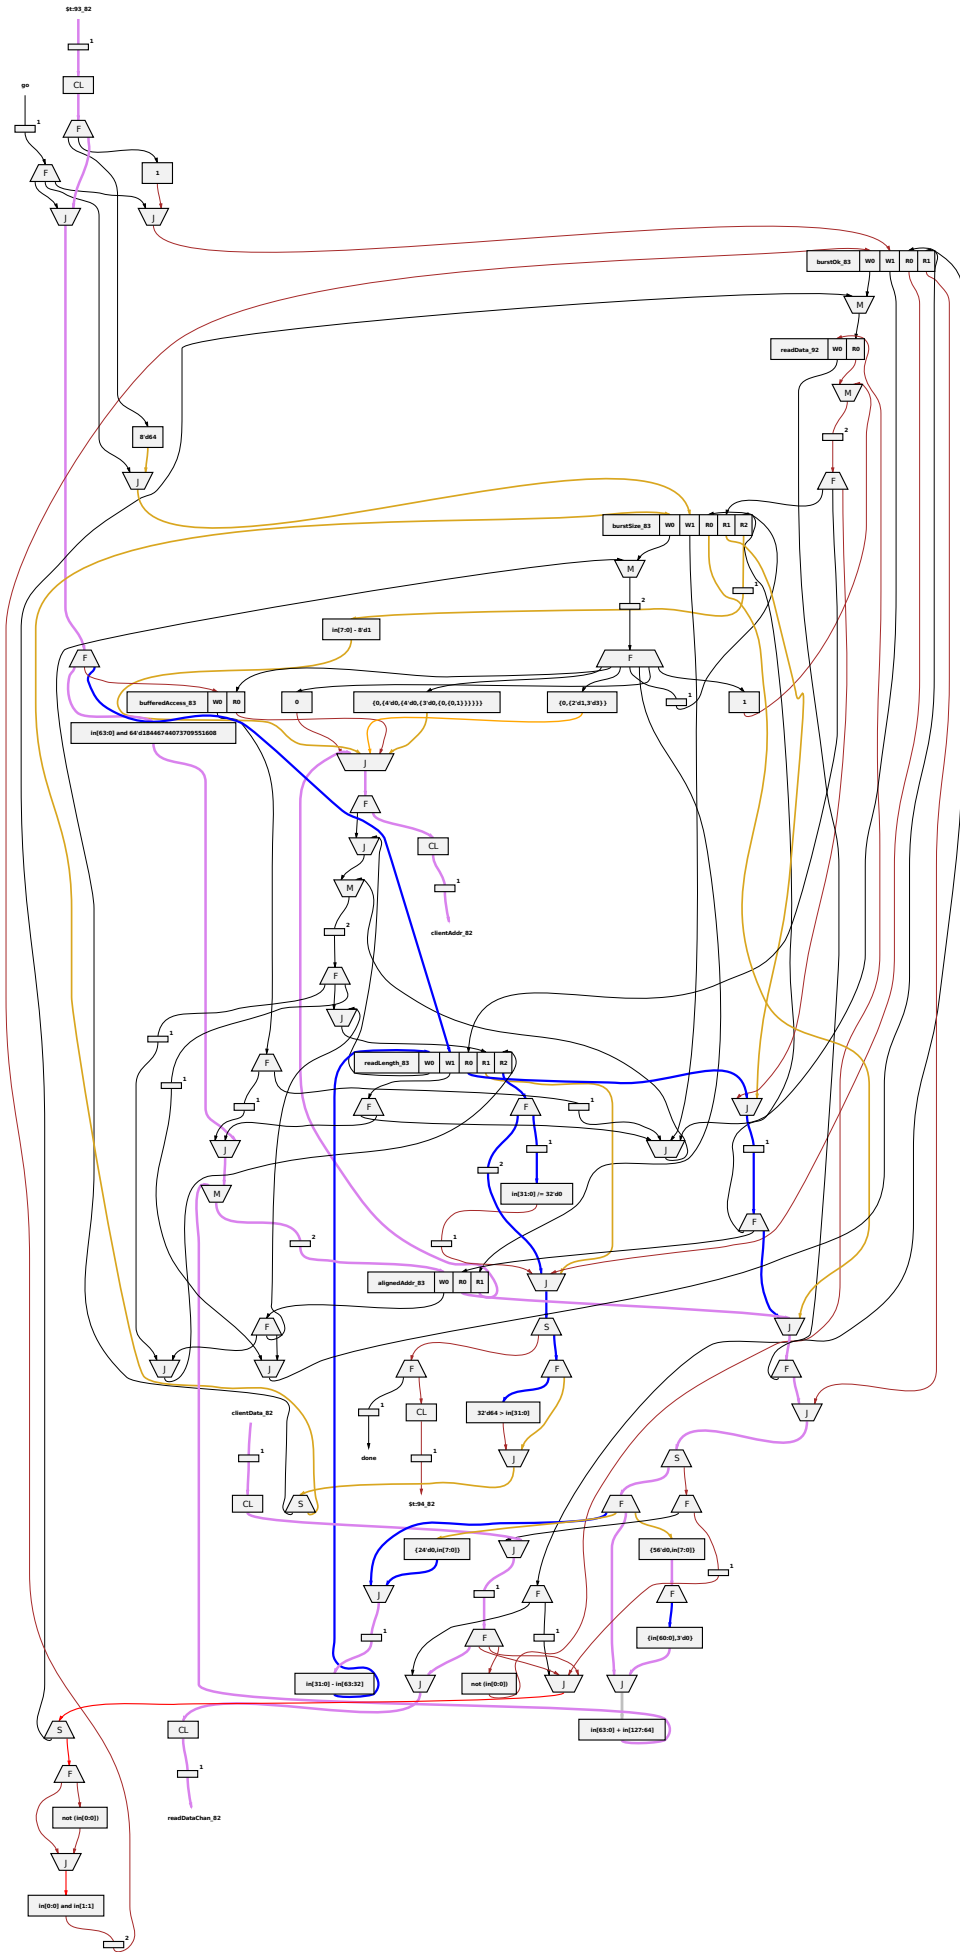 $t:93_82
1
CL
go
1
F
F
1
J
J
burstOk_83 W0 W1 R0 R1
M
readData_92 W0 R0
M
2
8'd64
J
F
burstSize_83 W0 W1 R0 R1 R2
M
1
2
in[7:0] - 8'd1
F
F
1
bufferedAccess_83 W0 R0
0
{0,{4'd0,{4'd0,{3'd0,{0,{0,1}}}}}}
{0,{2'd1,3'd3}}
1
in[63:0] and 64'd18446744073709551608
J
F
J
CL
M
1
2
clientAddr_82
F
J
1
F
readLength_83 W0 W1 R0 R1 R2
1
1
F
F
1
J
J
J
1
1
2
M
in[31:0] /= 32'd0
F
2
1
alignedAddr_83 W0 R0 R1
J
F
S
J
J
J
F
F
F
1
CL
32'd64 > in[31:0]
J
clientData_82
1
done
1
J
S
CL
S
$t:94_82
F
F
{24'd0,in[7:0]}
J
{56'd0,in[7:0]}
1
J
1
F
F
1
F
1
{in[60:0],3'd0}
in[31:0] - in[63:32]
J
not (in[0:0])
J
J
S
CL
in[63:0] + in[127:64]
F
1
not (in[0:0])
readDataChan_82
J
in[0:0] and in[1:1]
2